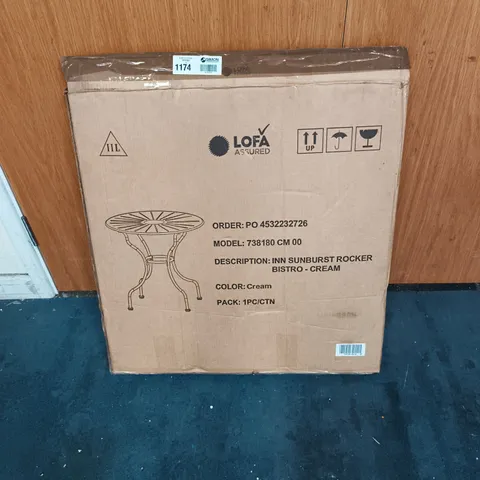 1174
LOFA
ASSURED
UP
ORDER: PO 4532232726
MODEL: 738180 CM 00
DESCRIPTION: INN SUNBURST ROCKER
BISTRO - CREAM
COLOR: Cream
PACK: 1PC/CTN